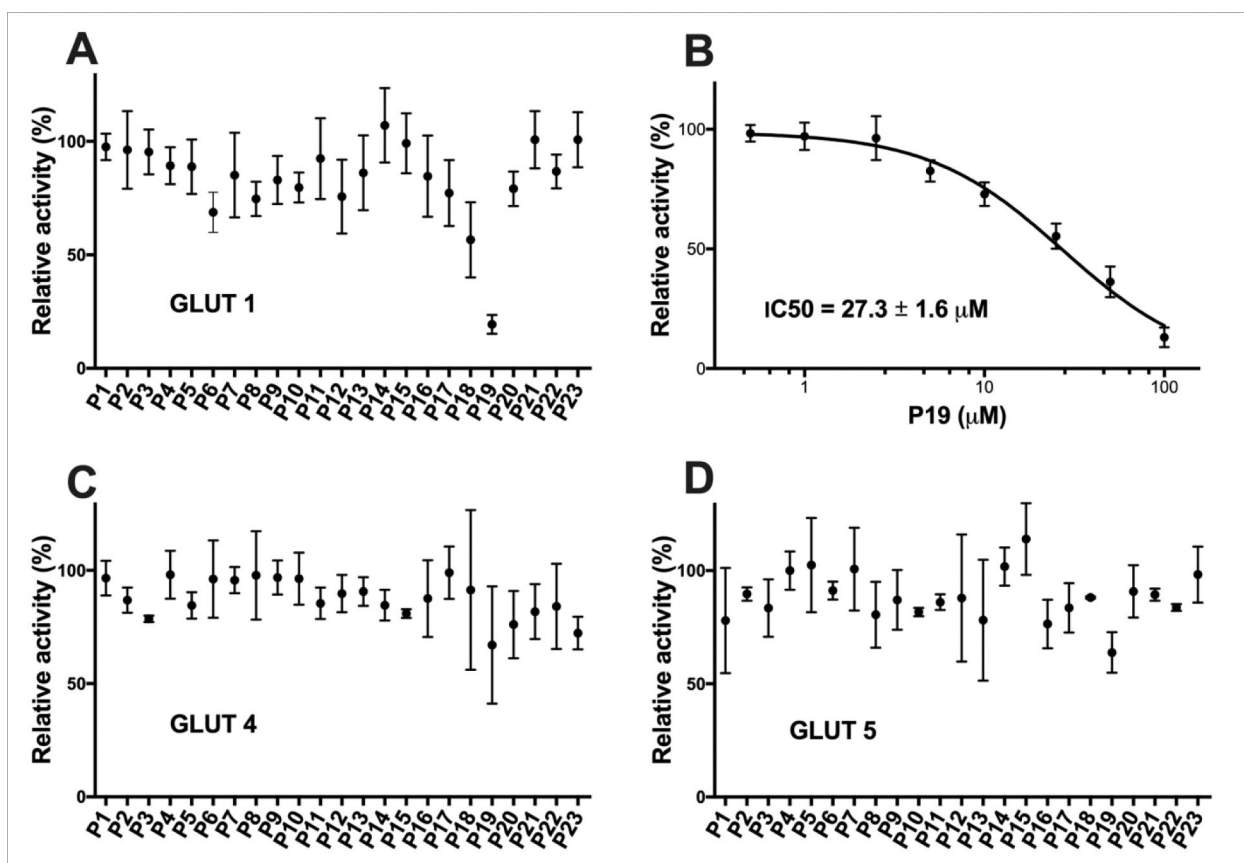 A
Relative activity (%)
100
50
0
GLUT 1
P1 P2 P3 P4 P5 P6 P7 P8 P9 P10 P11 P12 P13 P14 P15 P16 P17 P18 P19 P20 P21 P22 P23
B
Relative activity (%)
100
50
0
IC50 = 27.3 ± 1.6 μM
1 10 100
P19 (μM)
C
Relative activity (%)
100
50
0
GLUT 4
P1 P2 P3 P4 P5 P6 P7 P8 P9 P10 P11 P12 P13 P14 P15 P16 P17 P18 P19 P20 P21 P22 P23
D
Relative activity (%)
100
50
0
GLUT 5
P1 P2 P3 P4 P5 P6 P7 P8 P9 P10 P11 P12 P13 P14 P15 P16 P17 P18 P19 P20 P21 P22 P23